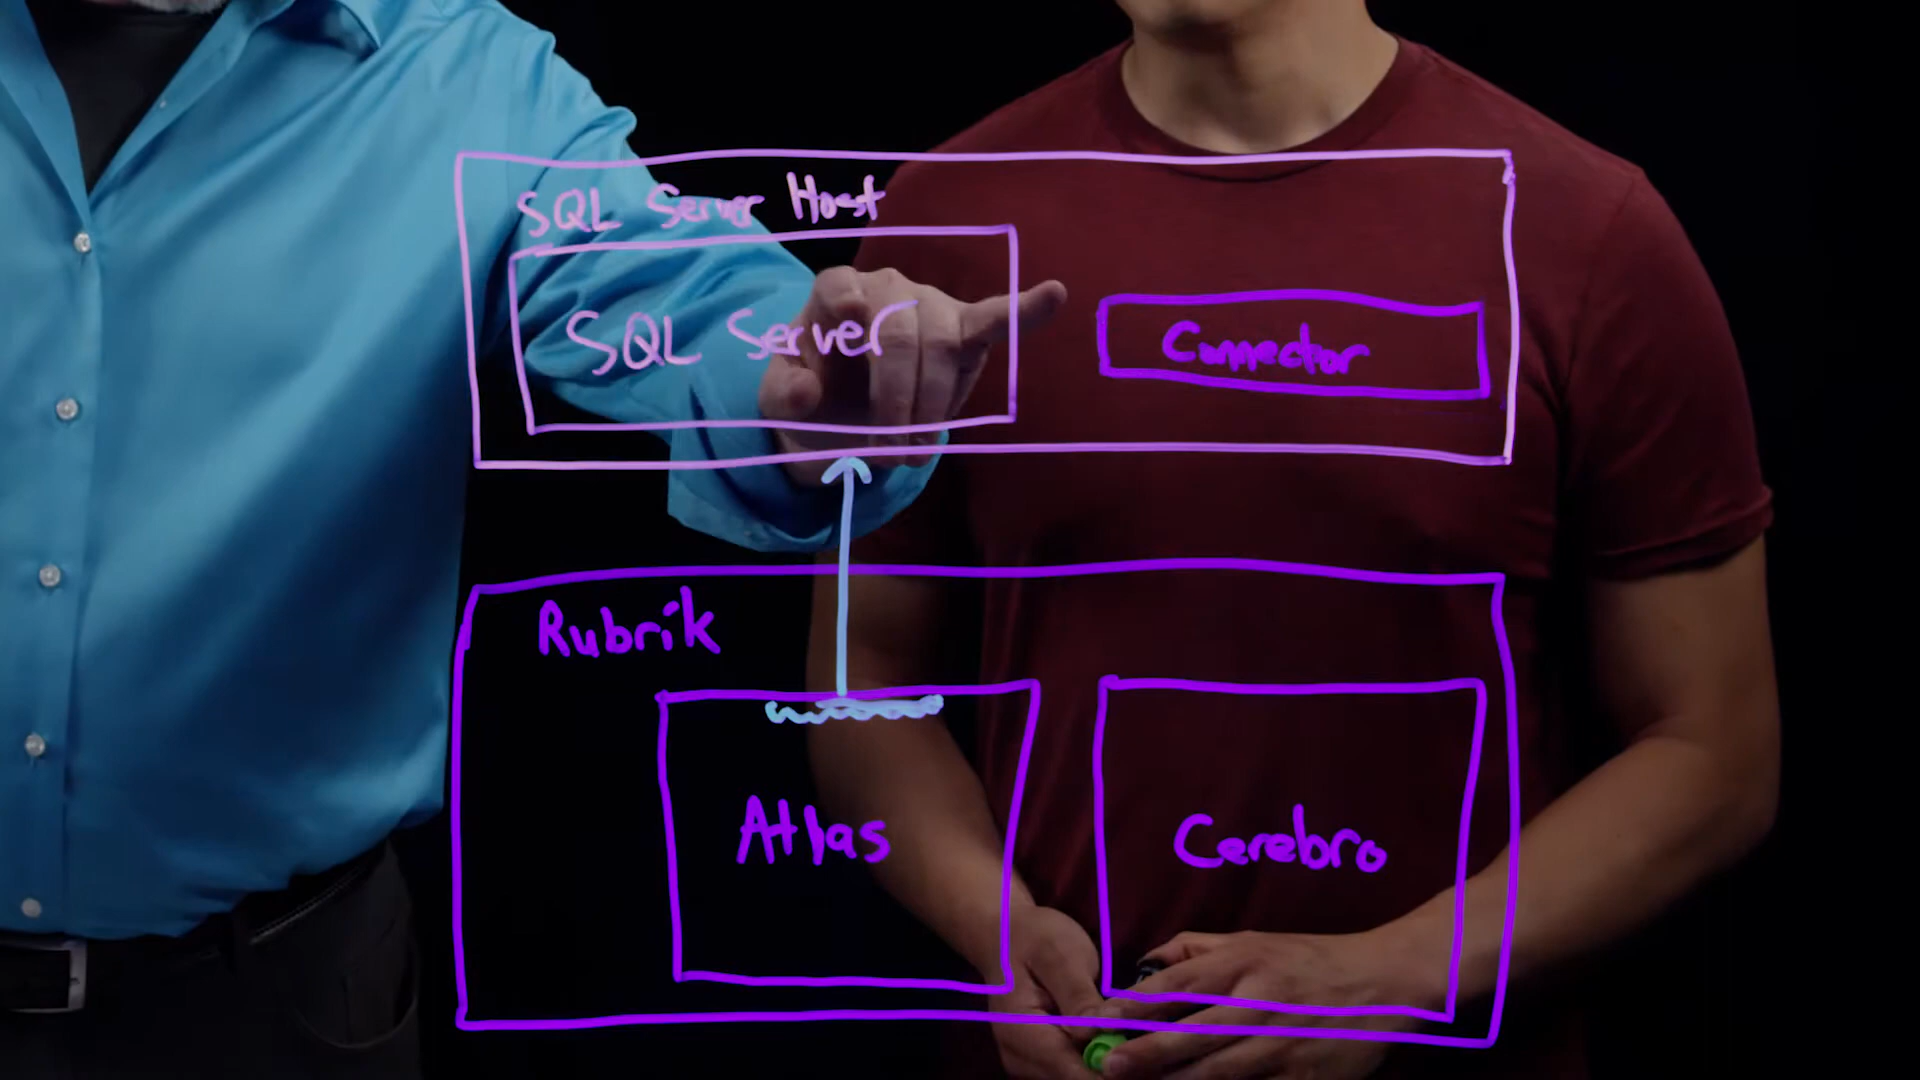 SQL Server Host
SQL Server
Connector
Rubrik
Atlas
Cerebro